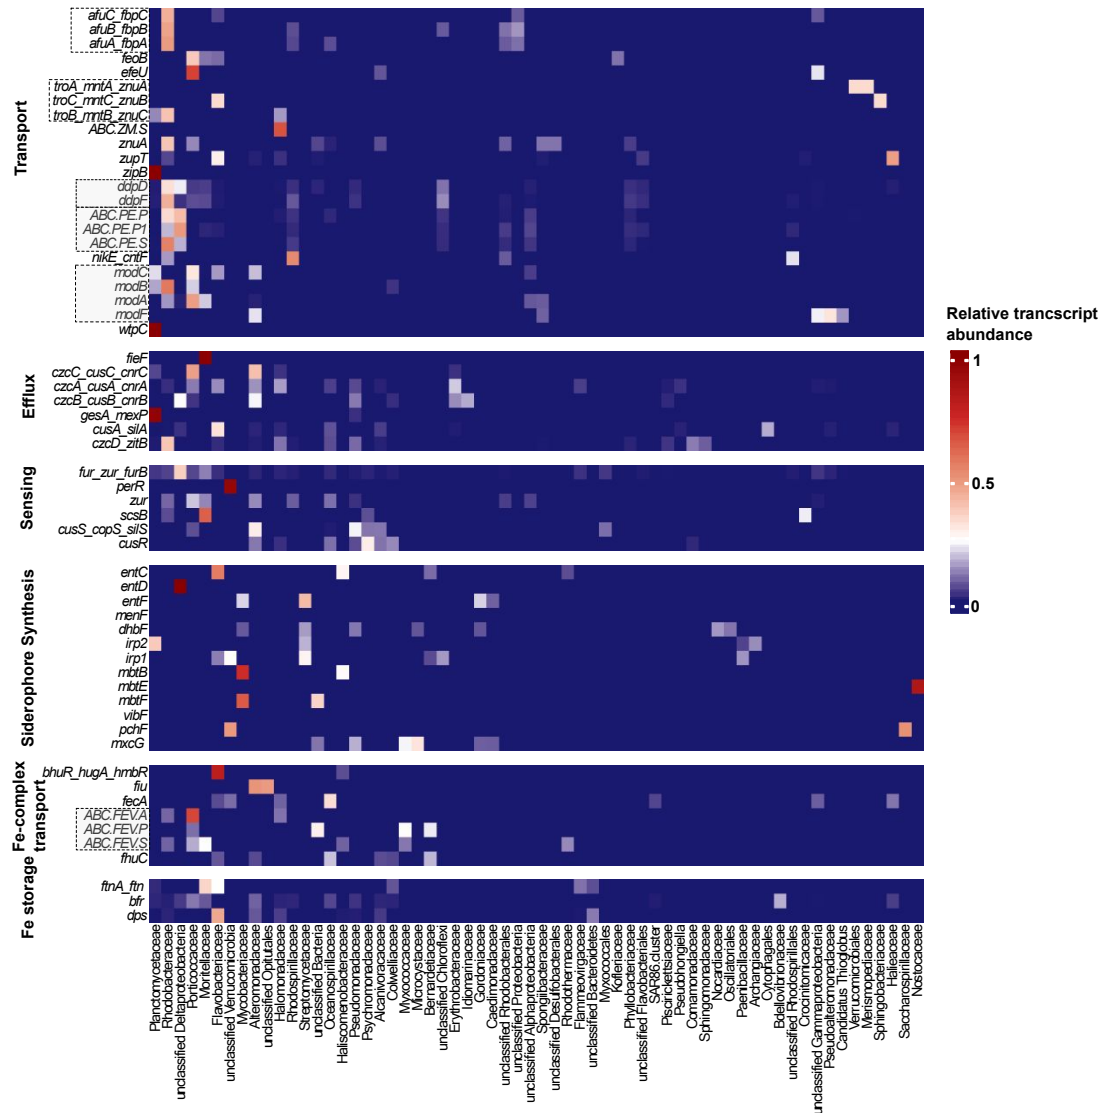 Transport
afuC_fbpC
afuB_fbpB
afuA_fbpA
feoB
efeU
troA_mntA_znuA
troC_mntC_znuB
troB_mntB_znuC
ABC.ZM.S
znuA
zupT
zipB
ddpD
ddpF
ABC.PE.P
ABC.PE.P1
ABC.PE.S
nikE_cntF
modC
modB
modA
modF
wtpC
Relative trancscript
abundance
1
0.5
0
Efflux
fieF
czcC_cusC_cnrC
czcA_cusA_cnrA
czcB_cusB_cnrB
gesA_mexP
cusA_silA
czcD_zitB
Sensing
fur_zur_furB
perR
zur
scsB
cusS_copS_silS
cusR
Siderophore Synthesis
entC
entD
entF
menF
dhbF
irp2
irp1
mbtB
mbtE
mbtF
vibF
pchF
mxcG
Fe-complex
transport
bhuR_hugA_hmbR
fiu
fecA
ABC.FEV.A
ABC.FEV.P
ABC.FEV.S
fhuC
Fe storage
ftnA_ftn
bfr
dps
Planctomycetaceae
Rhodobacteraceae
unclassified Deltaproteobacteria
Porticoccaceae
Moritellaceae
Flavobacteriaceae
unclassified Verrucomicrobia
Mycobacteriaceae
Alteromonadaceae
unclassified Opitutales
Halomonadaceae
Rhodospirillaceae
Streptomycetaceae
unclassified Bacteria
Oceanospirillaceae
Haliscomenobacteraceae
Pseudomonadaceae
Psychromonadaceae
Alcanivoracaceae
Colwelliaceae
Myxococcaceae
Microcystaceae
Bernardetiaceae
unclassified Chloroflexi
Erythrobacteraceae
Idiomarinaceae
Gordoniaceae
Caedimonadaceae
unclassified Rhodobacterales
unclassified Proteobacteria
unclassified Alphaproteobacteria
Spongiibacteraceae
unclassified Desulfobacterales
Rhodothermaceae
Flammeovirgaceae
unclassified Bacteroidetes
Myxococcales
Kofleriaceae
Phyllobacteriaceae
unclassified Flavobacteriales
SAR86.cluster
Piscirickettsiaceae
Pseudohongiella
Comamonadaceae
Sphingomonadaceae
Nocardiaceae
Oscillatoriales
Paenibacillaceae
Archangiaceae
Cytophagales
Bdellovibrionaceae
unclassified Rhodospirillales
Crocinitomicaceae
unclassified Gammaproteobacteria
Pseudoalteromonadaceae
Candidatus Thioglobus
Verrucomicrobiales
Merismopediaceae
Sphingobacteriaceae
Halieaceae
Saccharospirillaceae
Nostocaceae